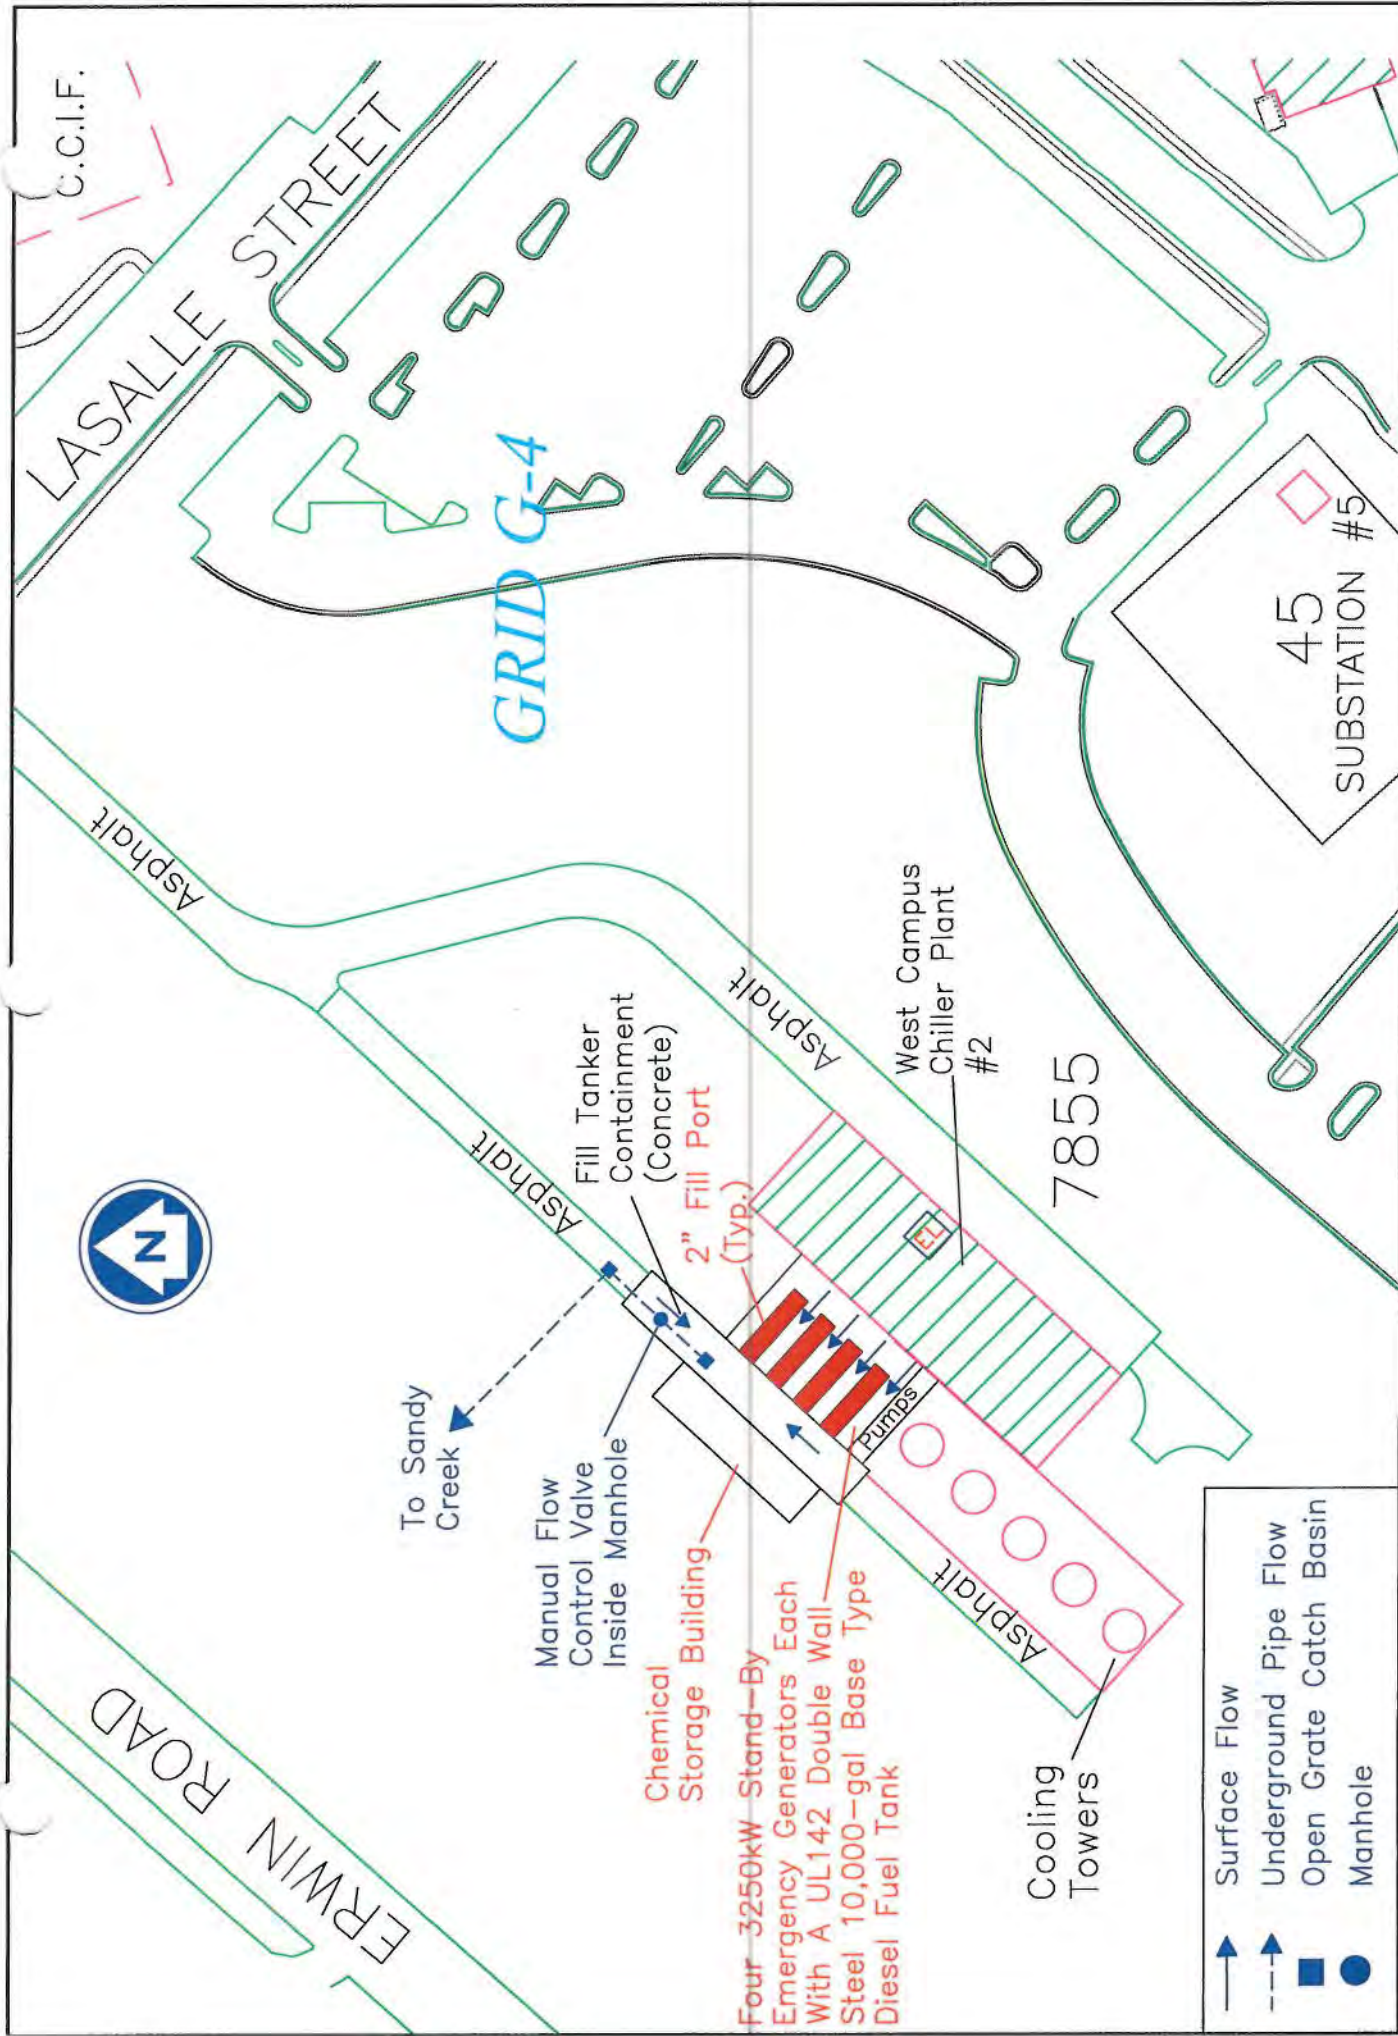 C.C.I.F.
LASALLE STREET
GRID G-4
ERWIN ROAD
N
Asphalt
To Sandy
Creek
Manual Flow
Control Valve
Inside Manhole
Asphalt
Fill Tanker
Containment
(Concrete)
2" Fill Port
(Typ.)
Asphalt
Chemical
Storage Building
Four 3250kW Stand-By
Emergency Generators Each
With A UL142 Double Wall
Steel 10,000-gal Base Type
Diesel Fuel Tank
Pumps
EL
West Campus
Chiller Plant
#2
7855
45
SUBSTATION #5
Asphalt
Cooling
Towers
Surface Flow
Underground Pipe Flow
Open Grate Catch Basin
Manhole